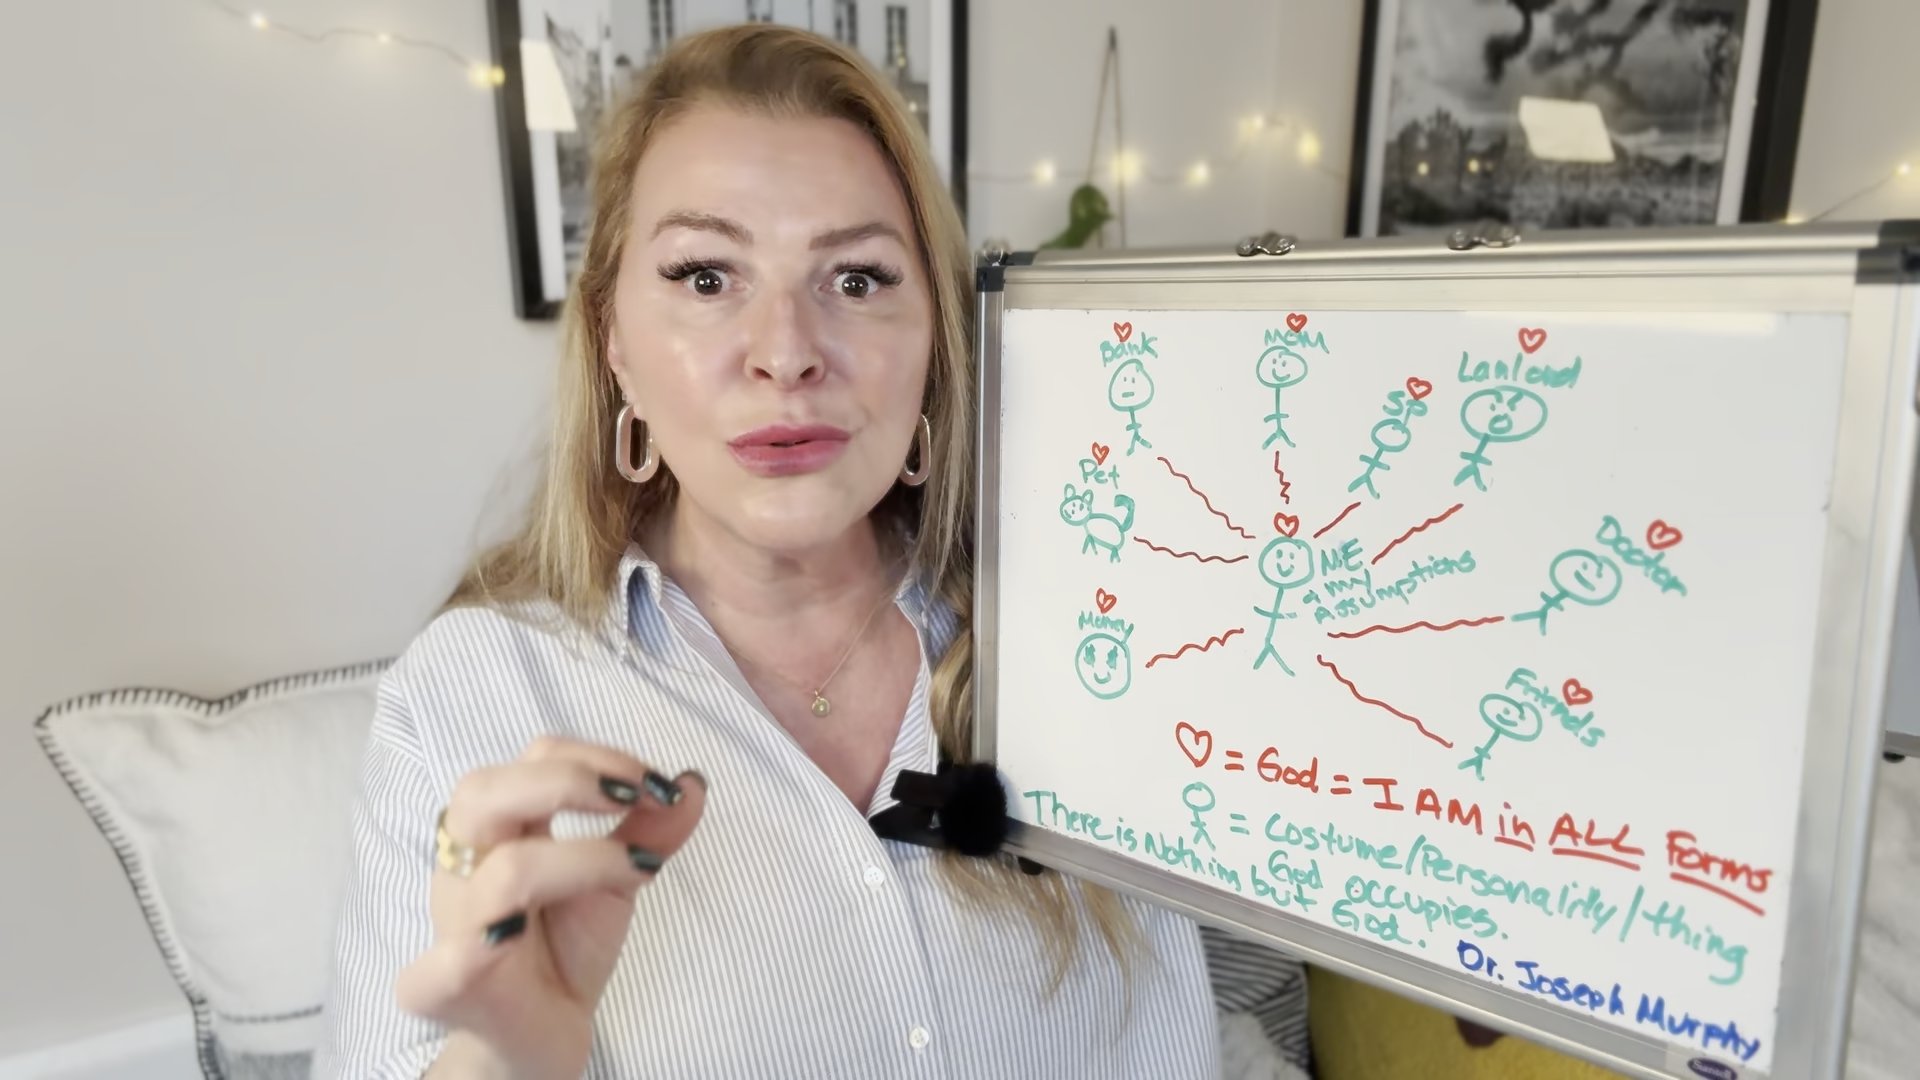 Bank
MOM
SP
Lanlord
Pet
Doctor
Money
ME
& my
Assumptions
Friends
= God = I AM in ALL Forms
= Costume/Personality/thing
God occupies.
There is Nothing but God.
Dr. Joseph Murphy